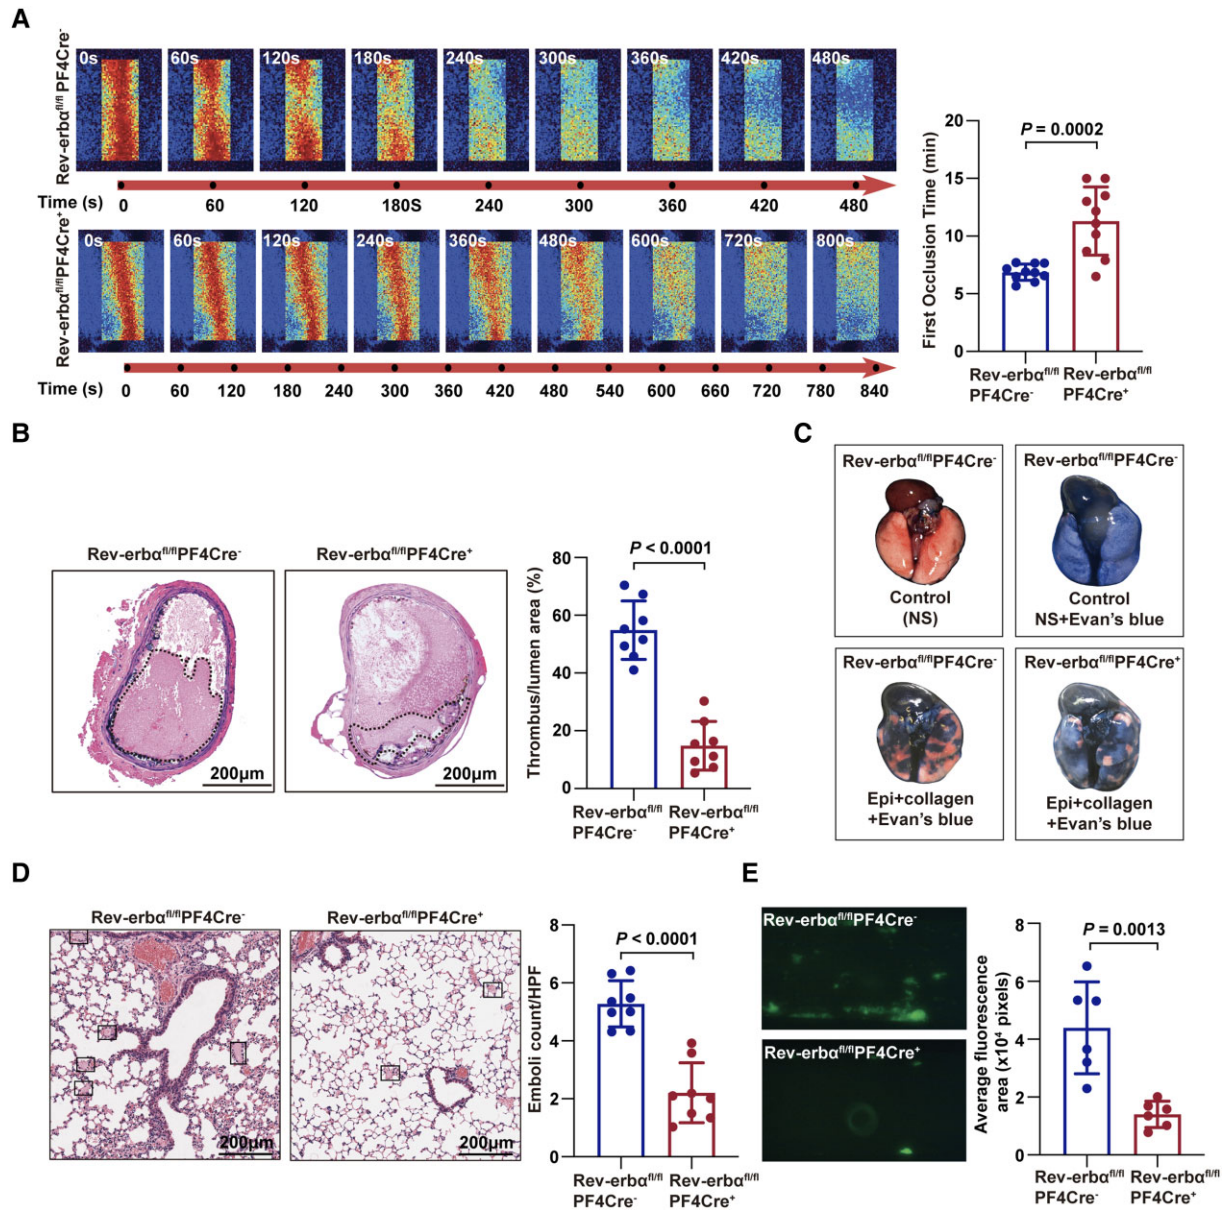 A
Rev-erbαfl/fl PF4Cre-
0s 60s 120s 180s 240s 300s 360s 420s 480s
Time (s) 0 60 120 180S 240 300 360 420 480
Rev-erbαfl/flPF4Cre+
0s 60s 120s 240s 360s 480s 600s 720s 800s
Time (s) 0 60 120 180 240 300 360 420 480 540 600 660 720 780 840
First Occlusion Time (min)
20
15
10
5
0
P = 0.0002
Rev-erbαfl/fl Rev-erbαfl/fl
PF4Cre- PF4Cre+
B
Rev-erbαfl/flPF4Cre- Rev-erbαfl/flPF4Cre+
200μm 200μm
Thrombus/lumen area (%)
80
60
40
20
0
P < 0.0001
Rev-erbαfl/fl Rev-erbαfl/fl
PF4Cre- PF4Cre+
C
Rev-erbαfl/flPF4Cre-
Control
(NS)
Rev-erbαfl/flPF4Cre-
Control
NS+Evan's blue
Rev-erbαfl/flPF4Cre-
Epi+collagen
+Evan's blue
Rev-erbαfl/flPF4Cre+
Epi+collagen
+Evan's blue
D
Rev-erbαfl/flPF4Cre- Rev-erbαfl/flPF4Cre+
200μm 200μm
Emboli count/HPF
8
6
4
2
0
P < 0.0001
Rev-erbαfl/fl Rev-erbαfl/fl
PF4Cre- PF4Cre+
E
Rev-erbαfl/flPF4Cre-
Rev-erbαfl/flPF4Cre+
Average fluorescence
area (x10⁴ pixels)
8
6
4
2
0
P = 0.0013
Rev-erbαfl/fl Rev-erbαfl/fl
PF4Cre- PF4Cre+